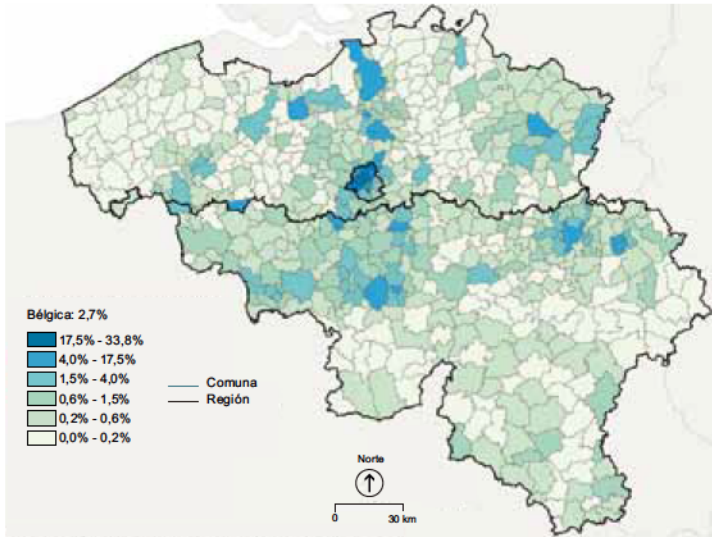 Bélgica: 2,7%
17,5% - 33,8%
4,0% - 17,5%
1,5% - 4,0%
0,6% - 1,5%
0,2% - 0,6%
0,0% - 0,2%
Comuna
Región
Norte
0 30 km